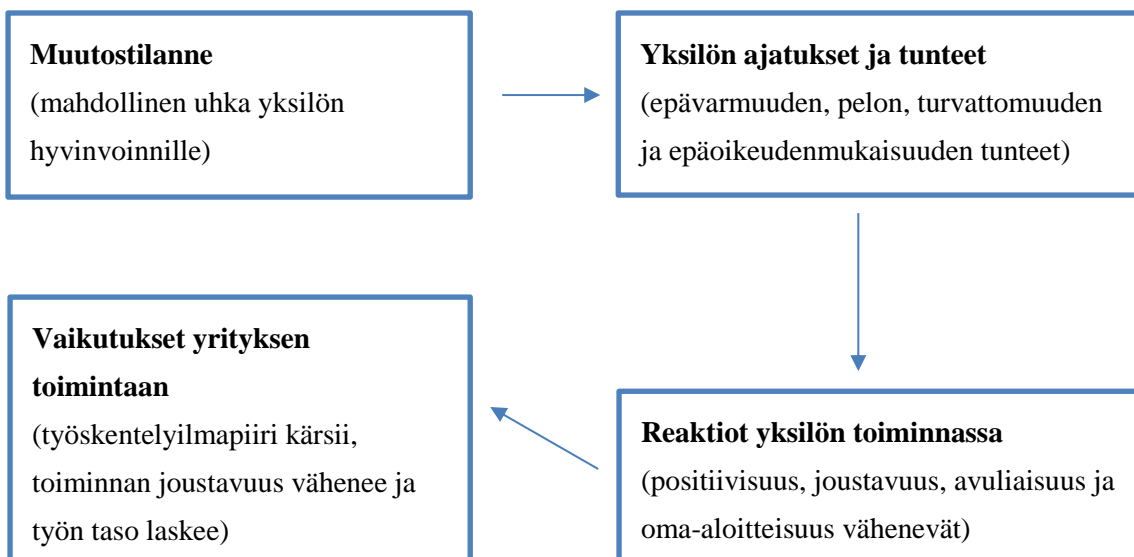 Muutostilanne
(mahdollinen uhka yksilön
hyvinvoinnille)
Yksilön ajatukset ja tunteet
(epävarmuuden, pelon, turvattomuuden
ja epäoikeudenmukaisuuden tunteet)
Reaktiot yksilön toiminnassa
(positiivisuus, joustavuus, avuliaisuus ja
oma-aloitteisuus vähenevät)
Vaikutukset yrityksen
toimintaan
(työskentelyilmapiiri kärsii,
toiminnan joustavuus vähenee ja
työn taso laskee)